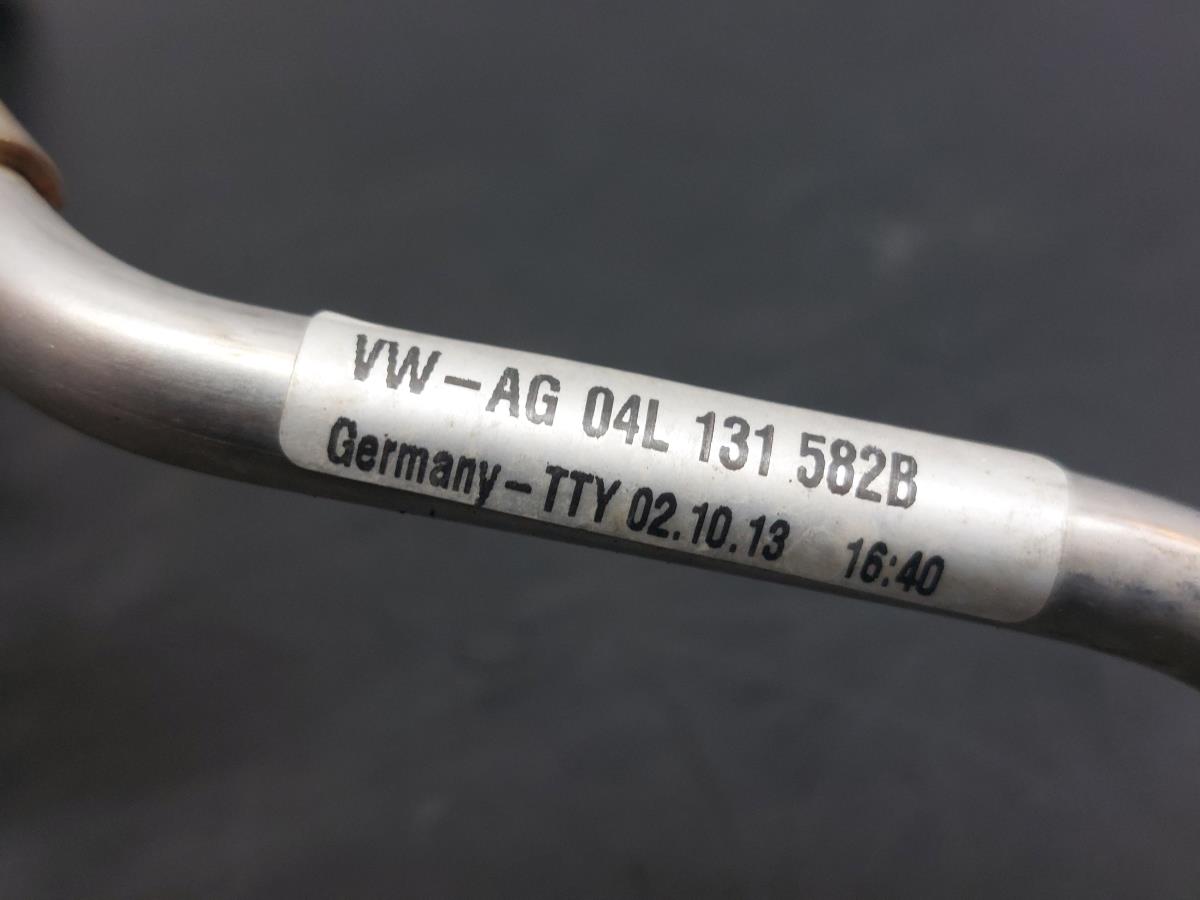 VW-AG 04L 131 582B
Germany-TTY 02.10.13 16:40